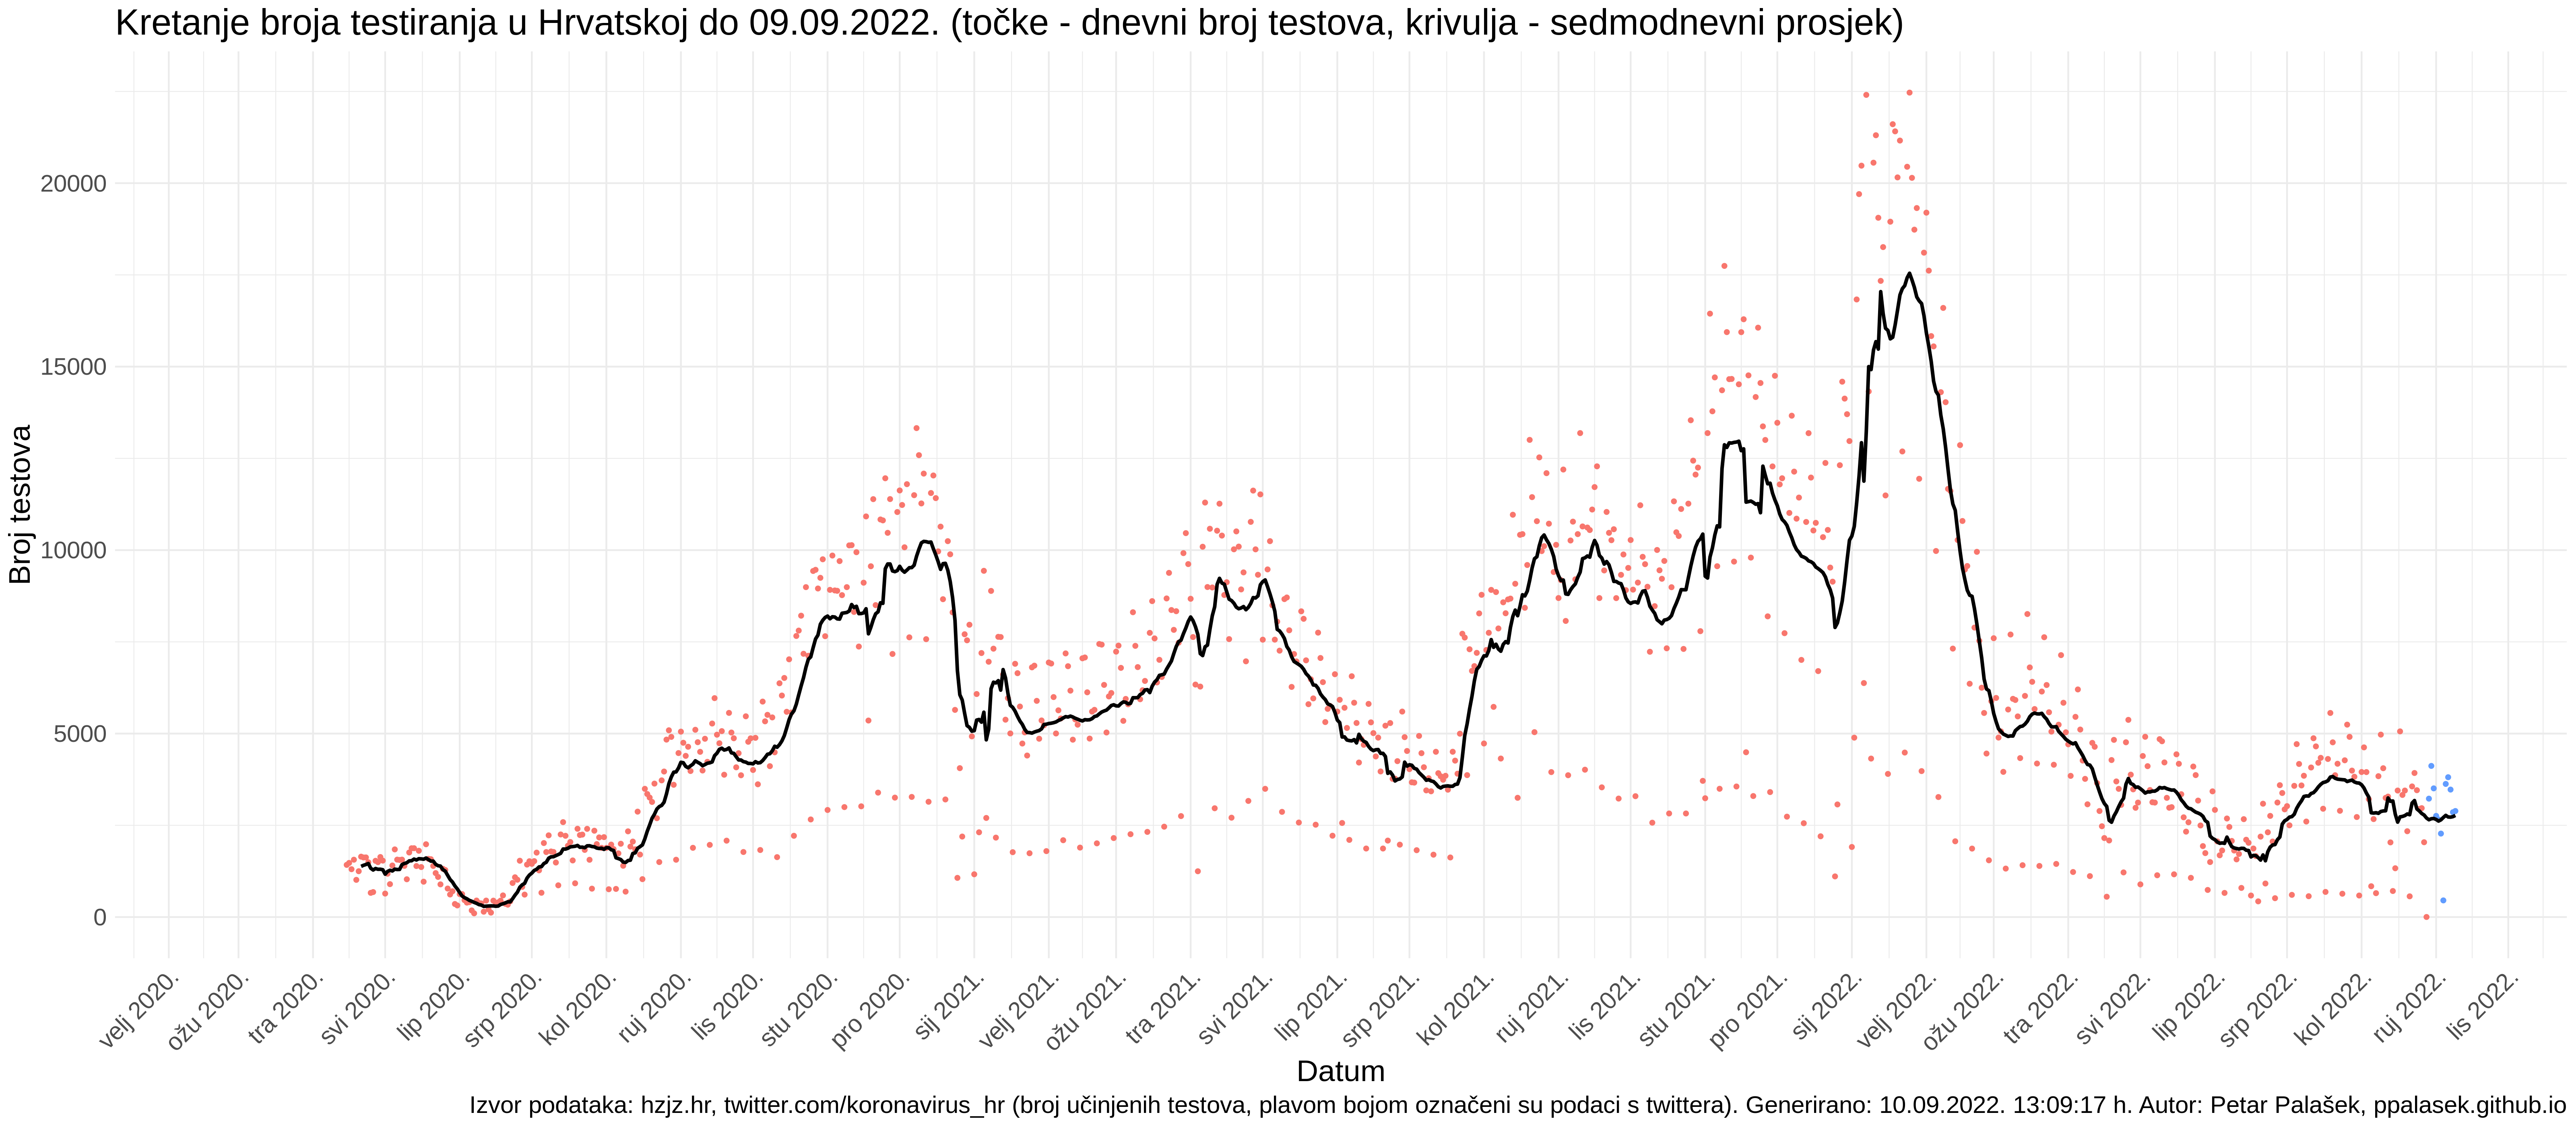 Kretanje broja testiranja u Hrvatskoj do 09.09.2022. (točke - dnevni broj testova, krivulja - sedmodnevni prosjek)
Broj testova
20000
15000
10000
5000
0
velj 2020.
ožu 2020.
tra 2020.
svi 2020.
lip 2020.
srp 2020.
kol 2020.
ruj 2020.
lis 2020.
stu 2020.
pro 2020.
sij 2021.
velj 2021.
ožu 2021.
tra 2021.
svi 2021.
lip 2021.
srp 2021.
kol 2021.
ruj 2021.
lis 2021.
stu 2021.
pro 2021.
sij 2022.
velj 2022.
ožu 2022.
tra 2022.
svi 2022.
lip 2022.
srp 2022.
kol 2022.
ruj 2022.
lis 2022.
Datum
Izvor podataka: hzjz.hr, twitter.com/koronavirus_hr (broj učinjenih testova, plavom bojom označeni su podaci s twittera). Generirano: 10.09.2022. 13:09:17 h. Autor: Petar Palašek, ppalasek.github.io